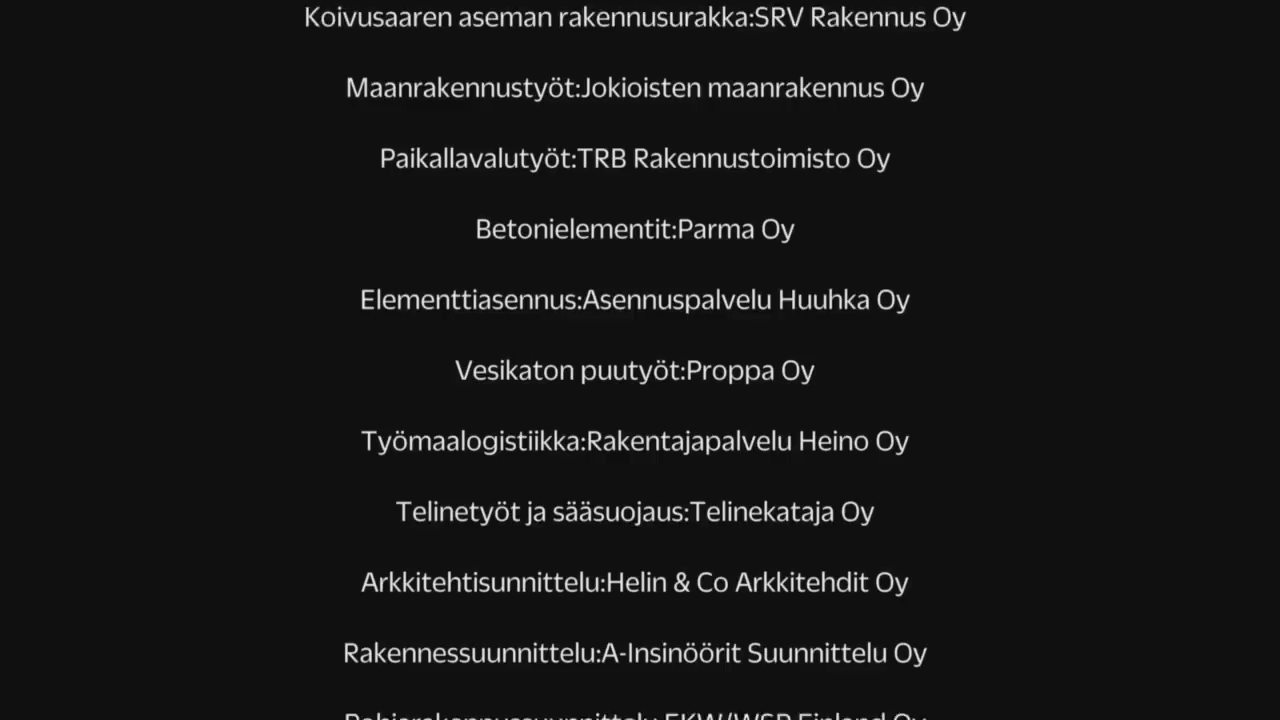 Koivusaaren aseman rakennusurakka:SRV Rakennus Oy
Maanrakennustyöt:Jokioisten maanrakennus Oy
Paikallavalutyöt:TRB Rakennustoimisto Oy
Betonielementit:Parma Oy
Elementtiasennus:Asennuspalvelu Huuhka Oy
Vesikaton puutyöt:Proppa Oy
Työmaalogistiikka:Rakentajapalvelu Heino Oy
Telinetyöt ja sääsuojaus:Telinekataja Oy
Arkkitehtisunnittelu:Helin & Co Arkkitehdit Oy
Rakennessuunnittelu:A-Insinöörit Suunnittelu Oy